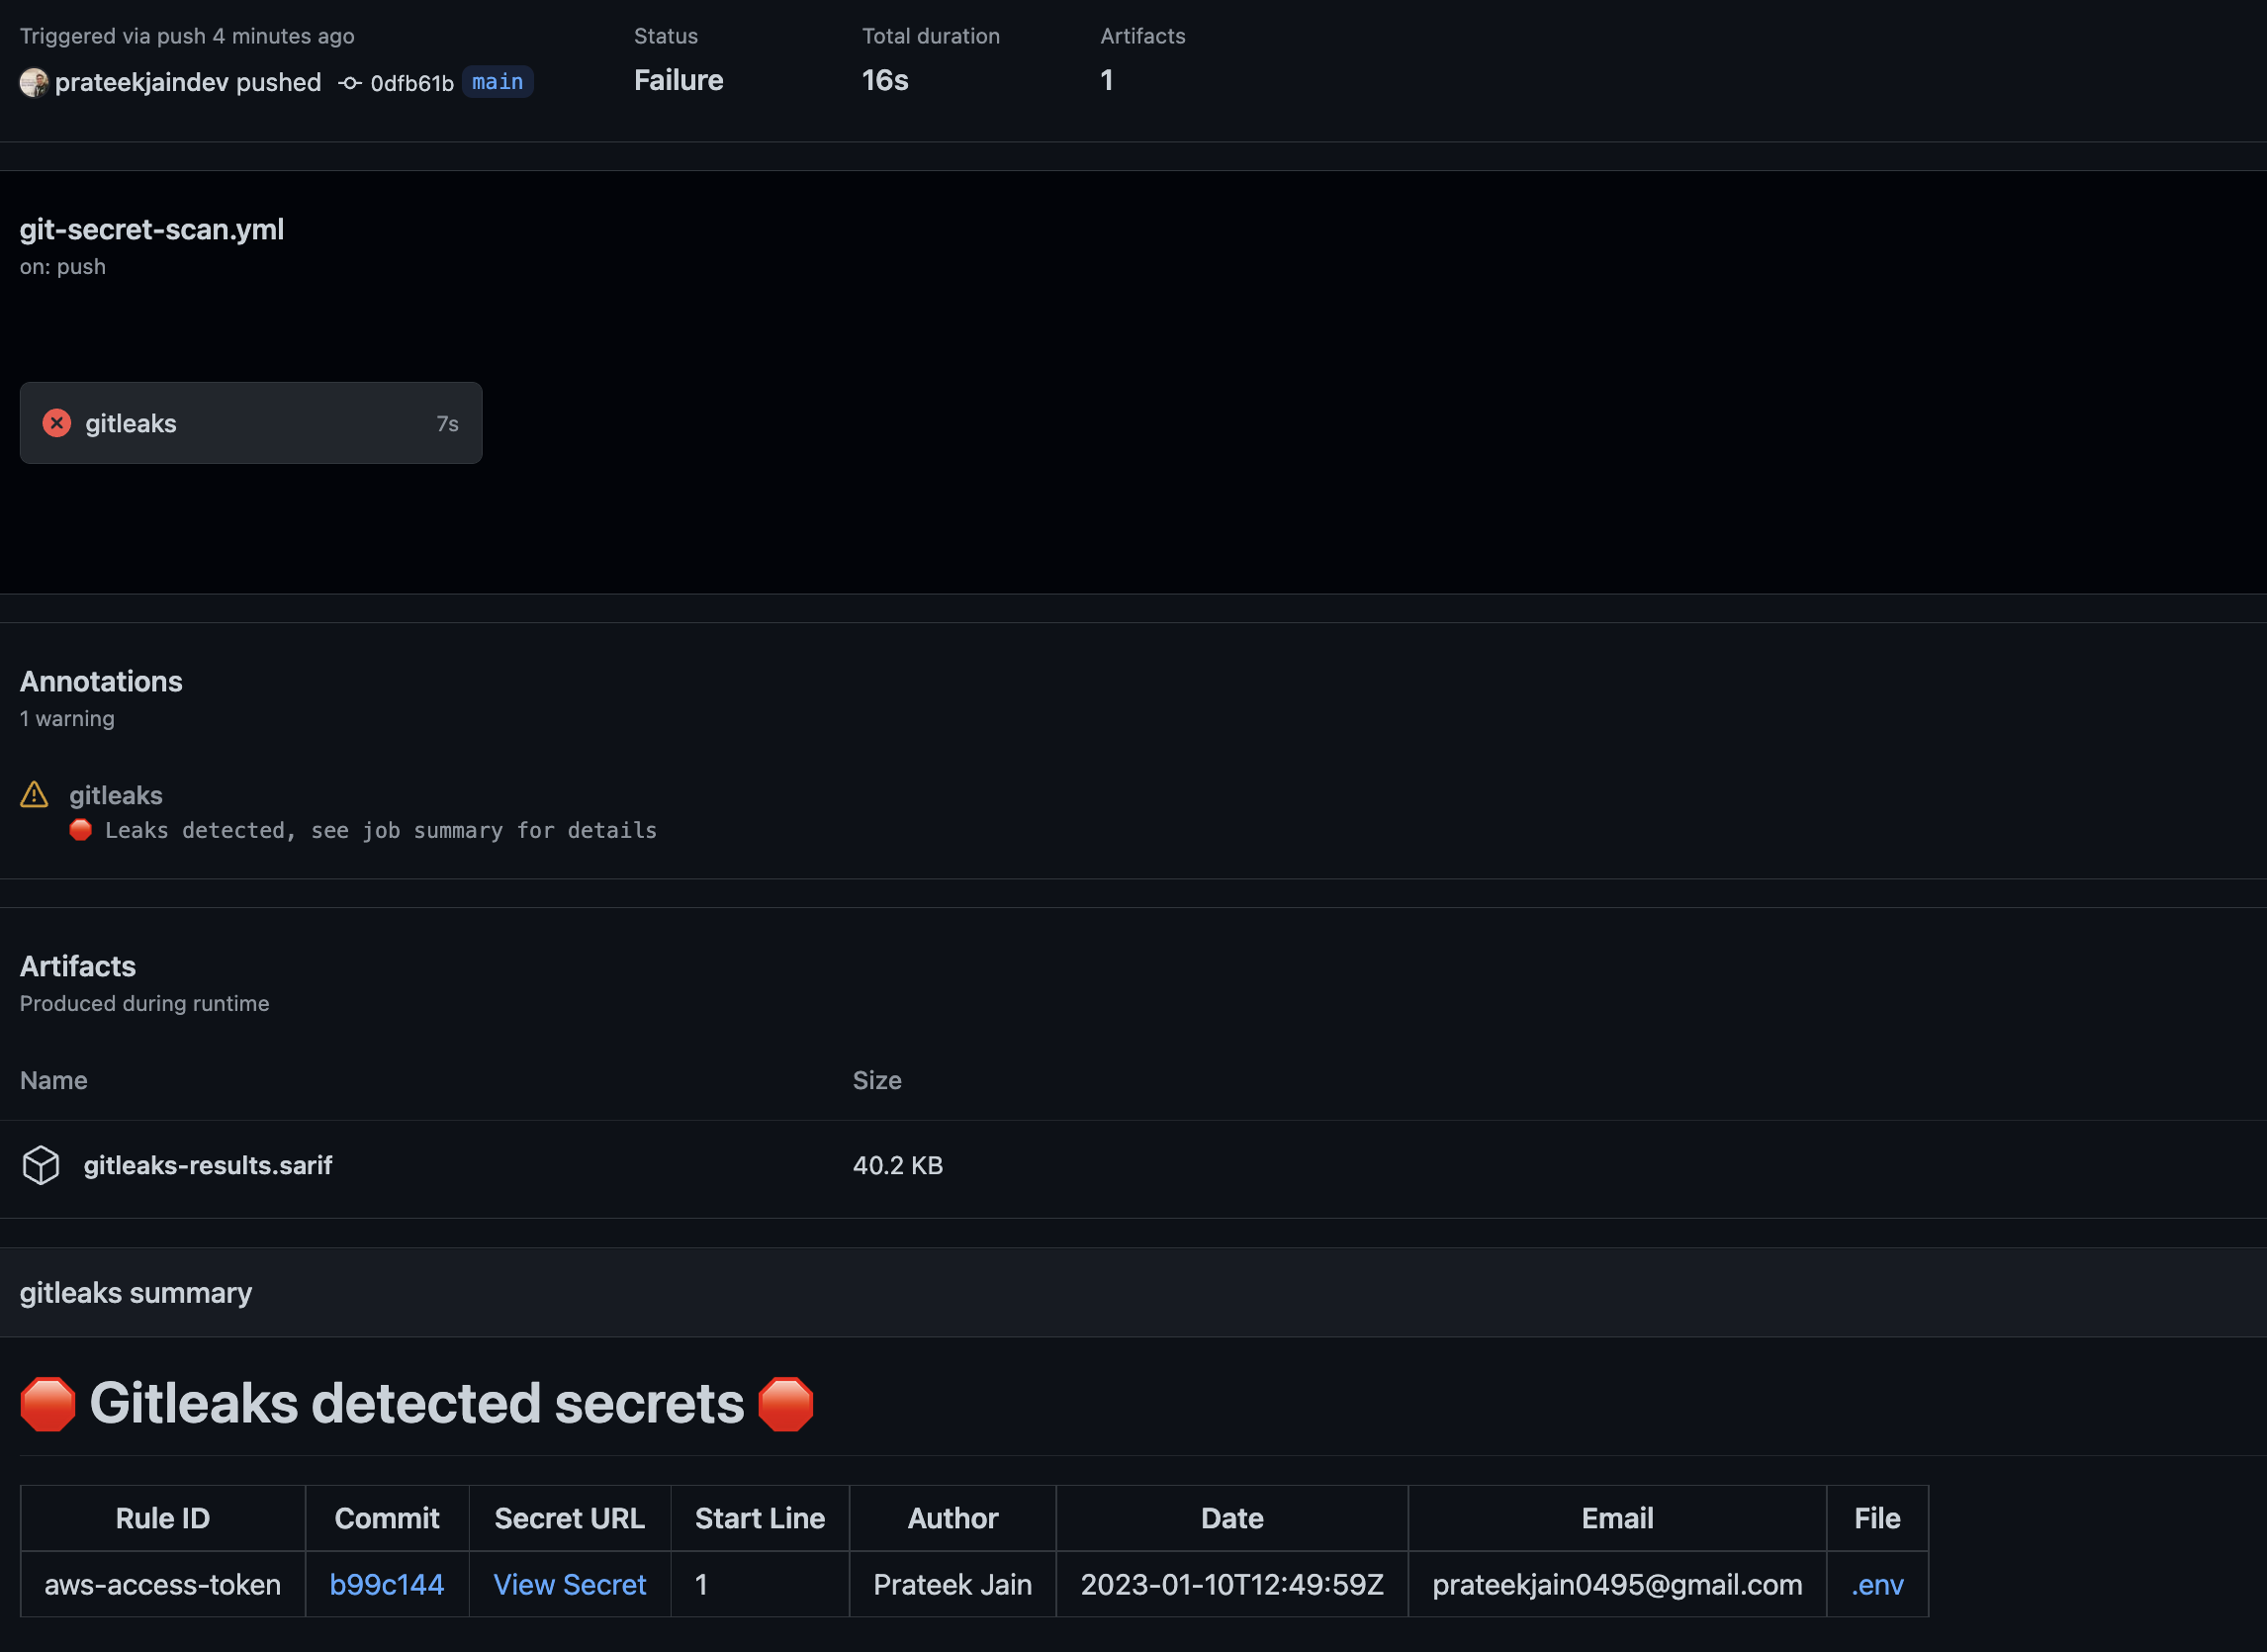 Triggered via push 4 minutes ago
Status
Total duration
Artifacts
prateekjaindev pushed 0dfb61b main
Failure
16s
1
git-secret-scan.yml
on: push
gitleaks 7s
Annotations
1 warning
gitleaks
Leaks detected, see job summary for details
Artifacts
Produced during runtime
Name Size
gitleaks-results.sarif 40.2 KB
gitleaks summary
Gitleaks detected secrets
Rule ID Commit Secret URL Start Line Author Date Email File
aws-access-token b99c144 View Secret 1 Prateek Jain 2023-01-10T12:49:59Z prateekjain0495@gmail.com .env